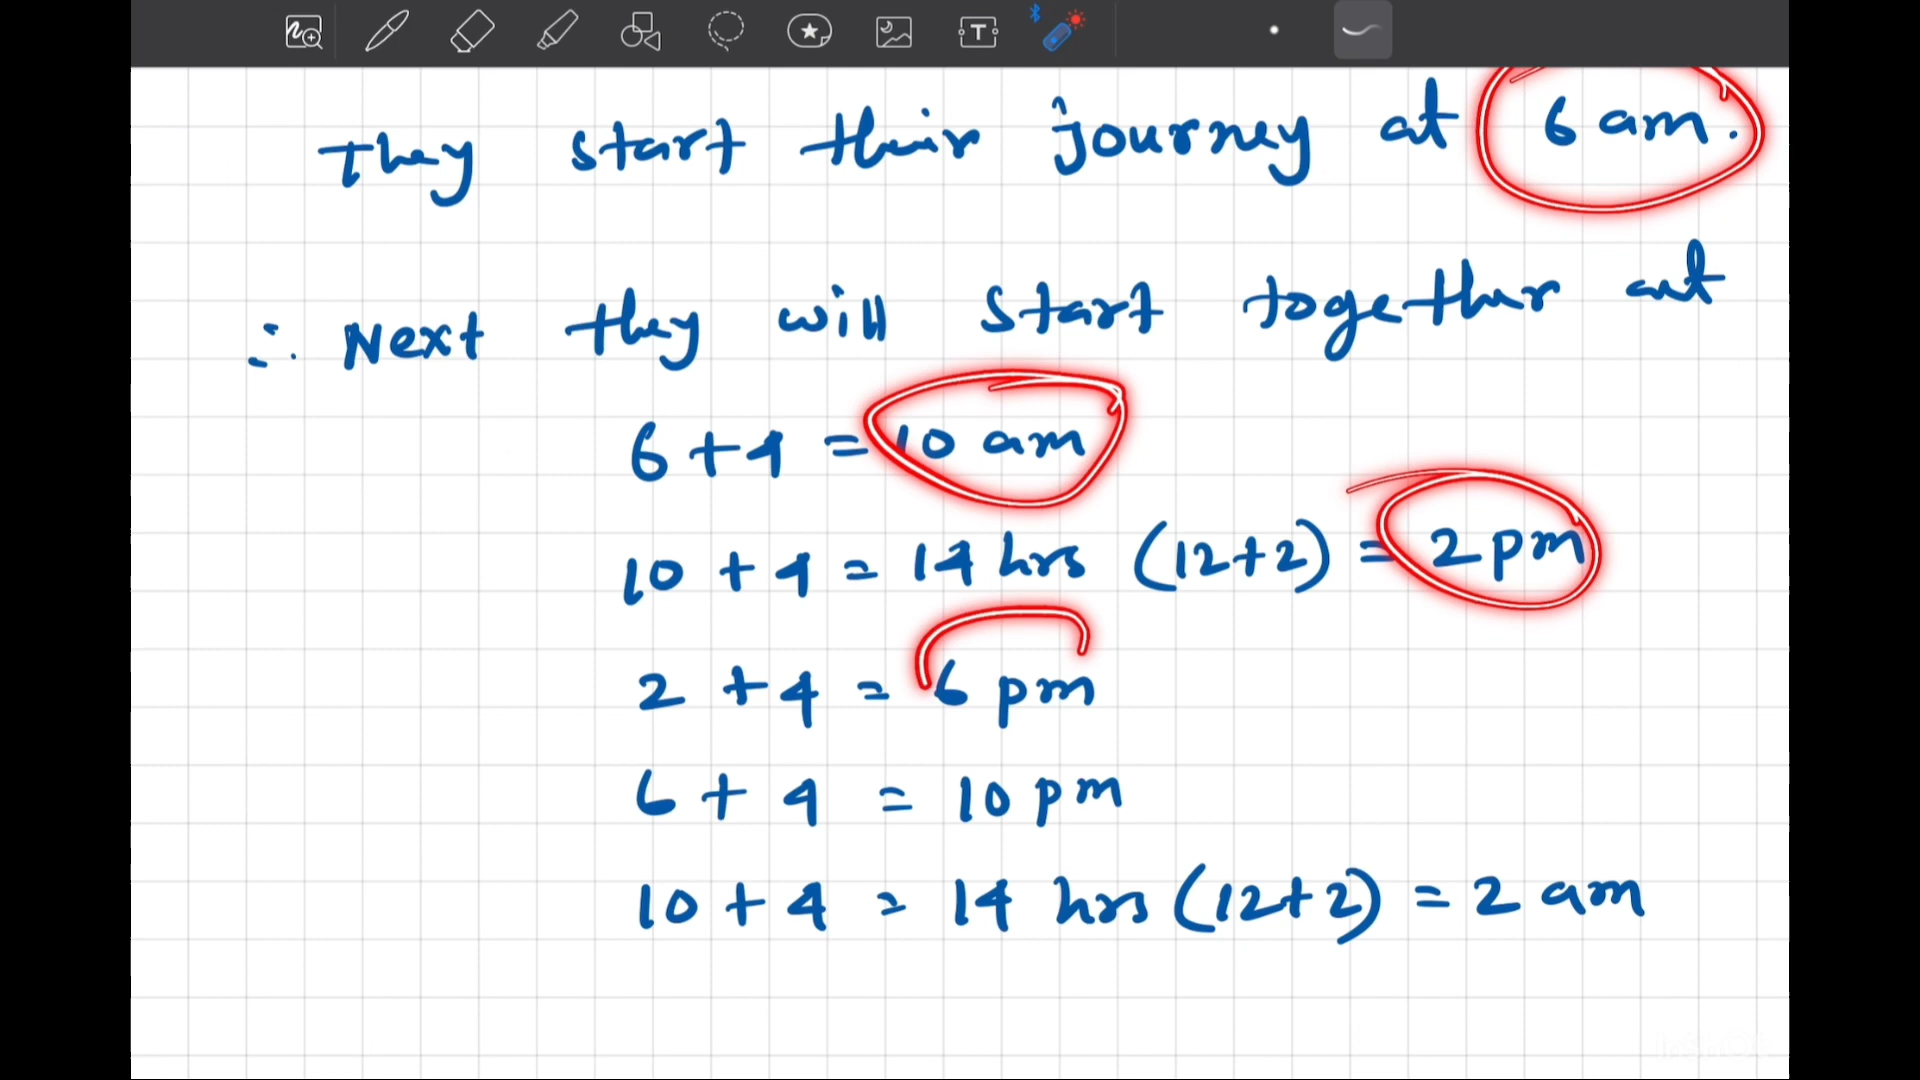 They start their journey at 6 am.
∴ Next they will start together at
6 + 4 = 10 am
10 + 4 = 14 hrs (12+2) = 2 pm
2 + 4 = 6 pm
6 + 4 = 10 pm
10 + 4 = 14 hrs (12+2) = 2 am